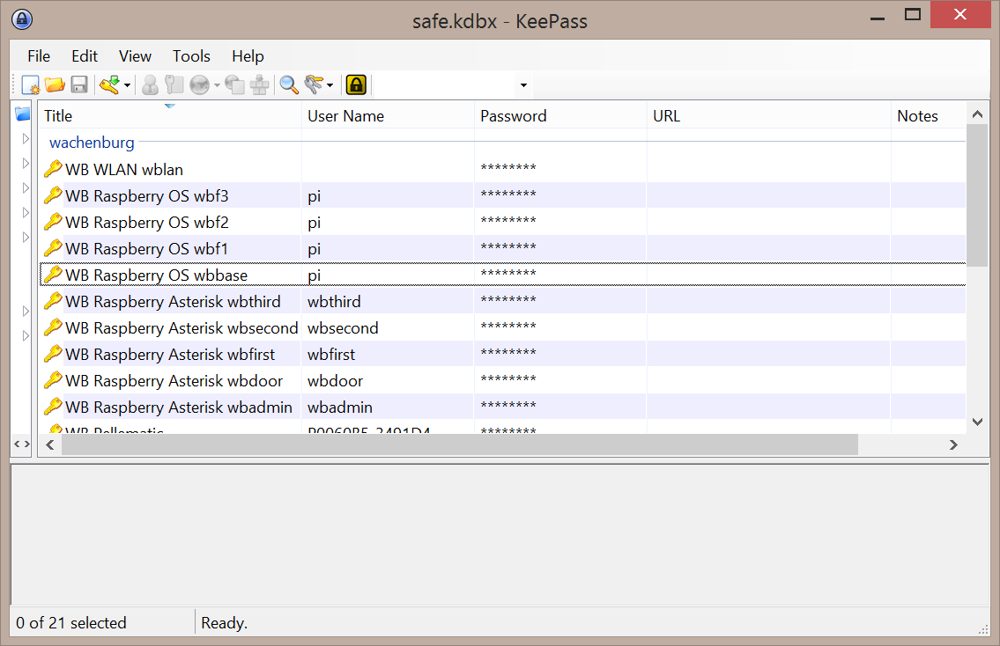 safe.kdbx - KeePass
File Edit View Tools Help
Title User Name Password URL Notes
wachenburg
WB WLAN wblan ********
WB Raspberry OS wbf3 pi ********
WB Raspberry OS wbf2 pi ********
WB Raspberry OS wbf1 pi ********
WB Raspberry OS wbbase pi ********
WB Raspberry Asterisk wbthird wbthird ********
WB Raspberry Asterisk wbsecond wbsecond ********
WB Raspberry Asterisk wbfirst wbfirst ********
WB Raspberry Asterisk wbdoor wbdoor ********
WB Raspberry Asterisk wbadmin wbadmin ********
WB Pellematic ********
0 of 21 selected Ready.